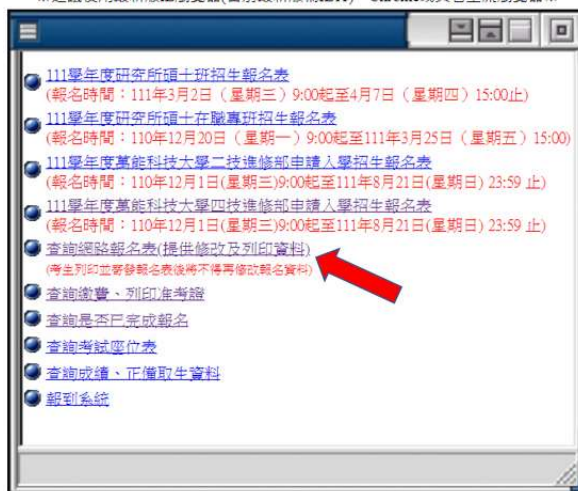 111學年度研究所碩士班招生報名表
(報名時間：111年3月2日（星期三）9:00起至4月7日（星期四）15:00止)
111學年度研究所碩士在職專班招生報名表
(報名時間：110年12月20日（星期一）9:00起至111年3月25日（星期五）15:00)
111學年度萬能科技大學二技進修部申請入學招生報名表
(報名時間：110年12月1日(星期三)9:00起至111年8月21日(星期日) 23:59 止)
111學年度萬能科技大學四技進修部申請入學招生報名表
(報名時間：110年12月1日(星期三)9:00起至111年8月21日(星期日) 23:59 止)
查詢網路報名表(提供修改及列印資料)
(考生列印並寄發報名表後將不得再修改報名資料)
查詢繳費、列印准考證
查詢是否已完成報名
查詢考試座位表
查詢成績、正備取生資料
報到系統